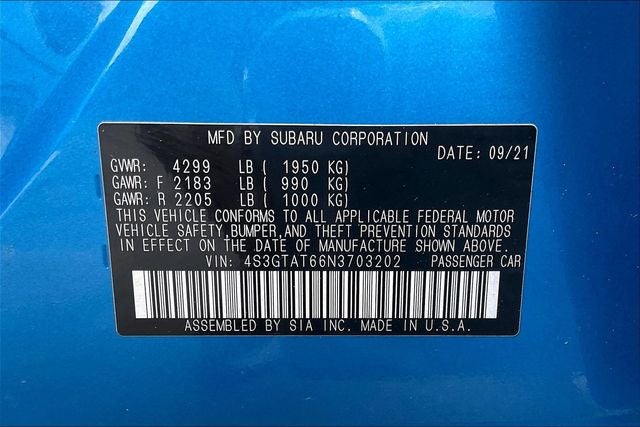 MFD BY SUBARU CORPORATION
DATE: 09/21
GVWR: 4299 LB ( 1950 KG)
GAWR: F 2183 LB ( 990 KG)
GAWR: R 2205 LB ( 1000 KG)
THIS VEHICLE CONFORMS TO ALL APPLICABLE FEDERAL MOTOR
VEHICLE SAFETY,BUMPER,AND THEFT PREVENTION STANDARDS
IN EFFECT ON THE DATE OF MANUFACTURE SHOWN ABOVE.
VIN: 4S3GTAT66N3703202 PASSENGER CAR
ASSEMBLED BY SIA INC. MADE IN U.S.A.